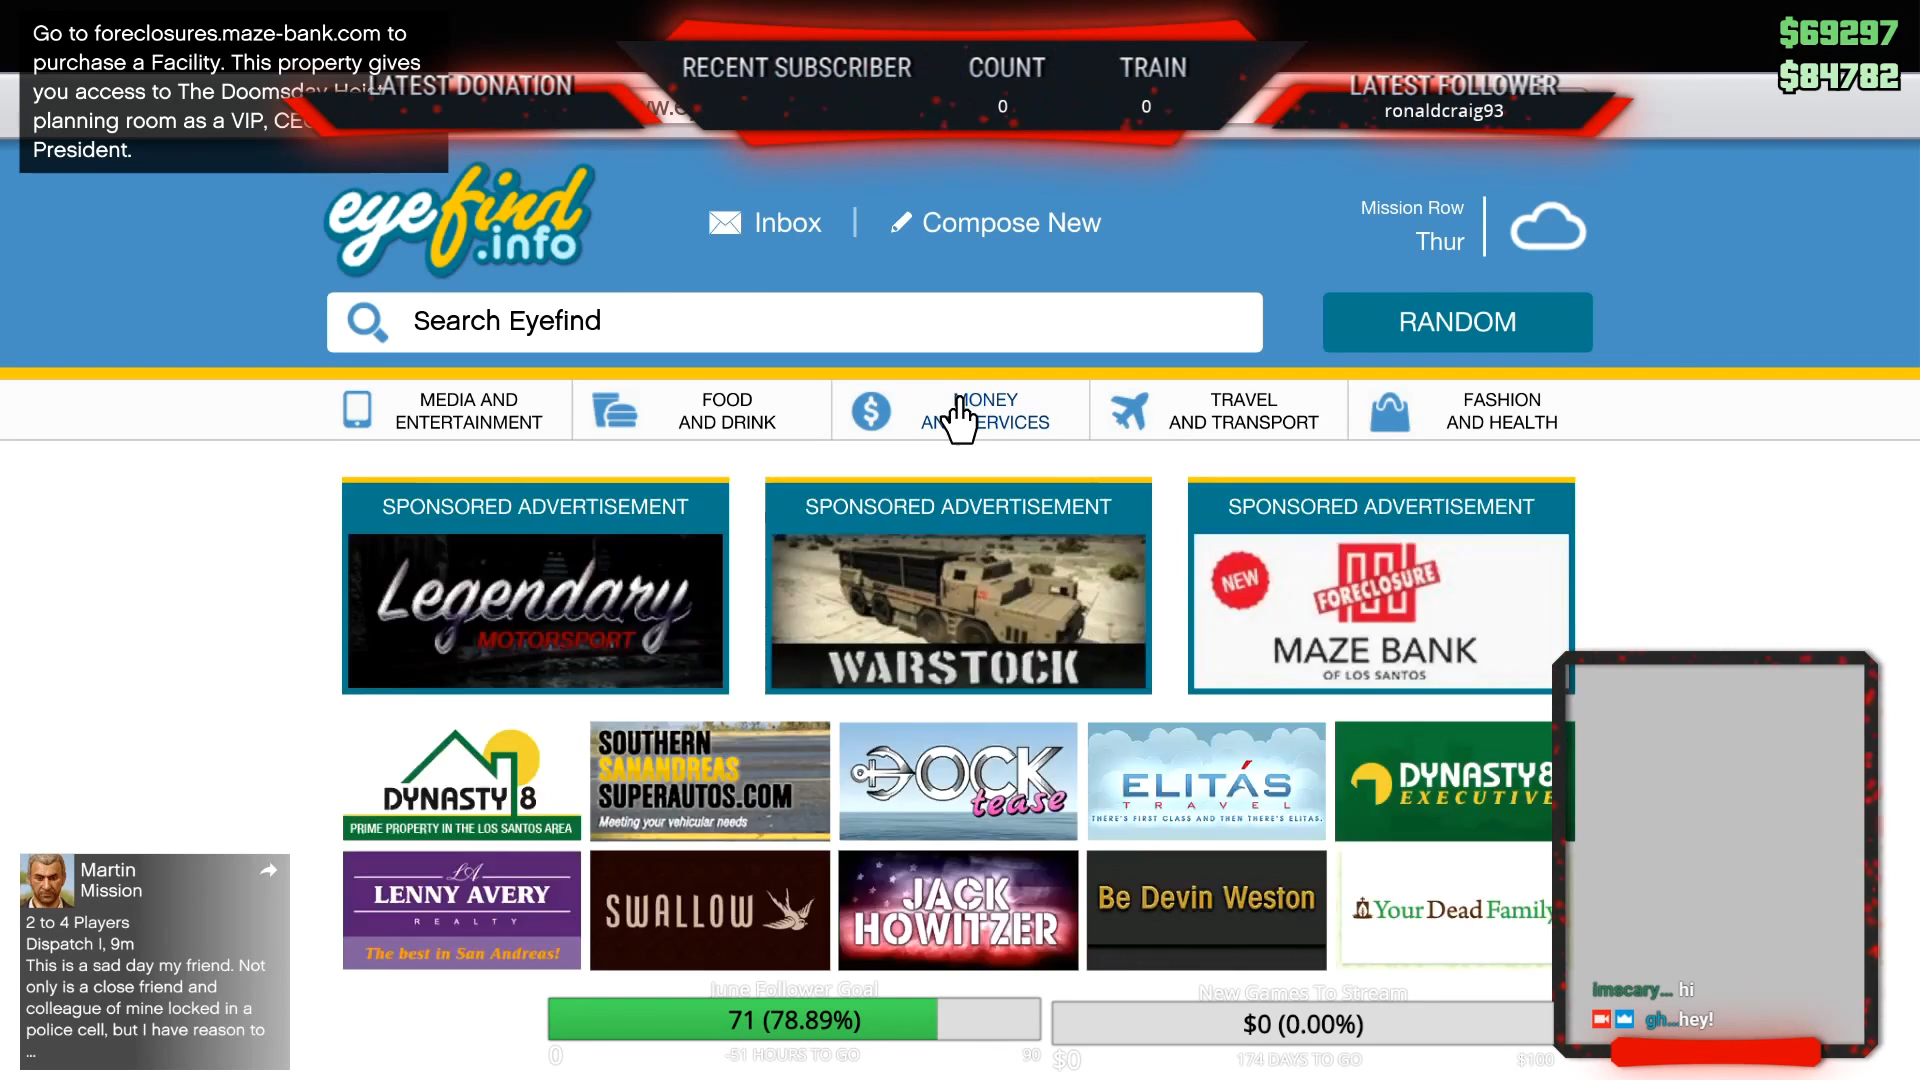 Go to foreclosures.maze-bank.com to
purchase a Facility. This property gives
you access to The Doomsday Heist
planning room as a VIP, CEO
President.
LATEST DONATION
RECENT SUBSCRIBER
COUNT
0
TRAIN
0
LATEST FOLLOWER
ronaldcraig93
$69297
$84782
eyefind
.info
Inbox
Compose New
Mission Row
Thur
Search Eyefind
RANDOM
MEDIA AND
ENTERTAINMENT
FOOD
AND DRINK
MONEY
AND SERVICES
TRAVEL
AND TRANSPORT
FASHION
AND HEALTH
SPONSORED ADVERTISEMENT
Legendary
MOTORSPORT
SPONSORED ADVERTISEMENT
WARSTOCK
SPONSORED ADVERTISEMENT
NEW
FORECLOSURE
MAZE BANK
OF LOS SANTOS
DYNASTY 8
PRIME PROPERTY IN THE LOS SANTOS AREA
SOUTHERN
SANANDREAS
SUPERAUTOS.COM
Meeting your vehicular needs
DOCK
tease
ELITÁS
TRAVEL
THERE'S FIRST CLASS AND THEN THERE'S ELITAS.
DYNASTY 8
EXECUTIVE
LA
LENNY AVERY
REALTY
The best in San Andreas!
SWALLOW
JACK
HOWITZER
Be Devin Weston
Your Dead Family
Martin
Mission
2 to 4 Players
Dispatch I, 9m
This is a sad day my friend. Not
only is a close friend and
colleague of mine locked in a
police cell, but I have reason to
...
June Follower Goal
71 (78.89%)
0
-51 HOURS TO GO
90
New Games To Stream
$0 (0.00%)
$0
174 DAYS TO GO
$100
imscary... hi
gh...hey!